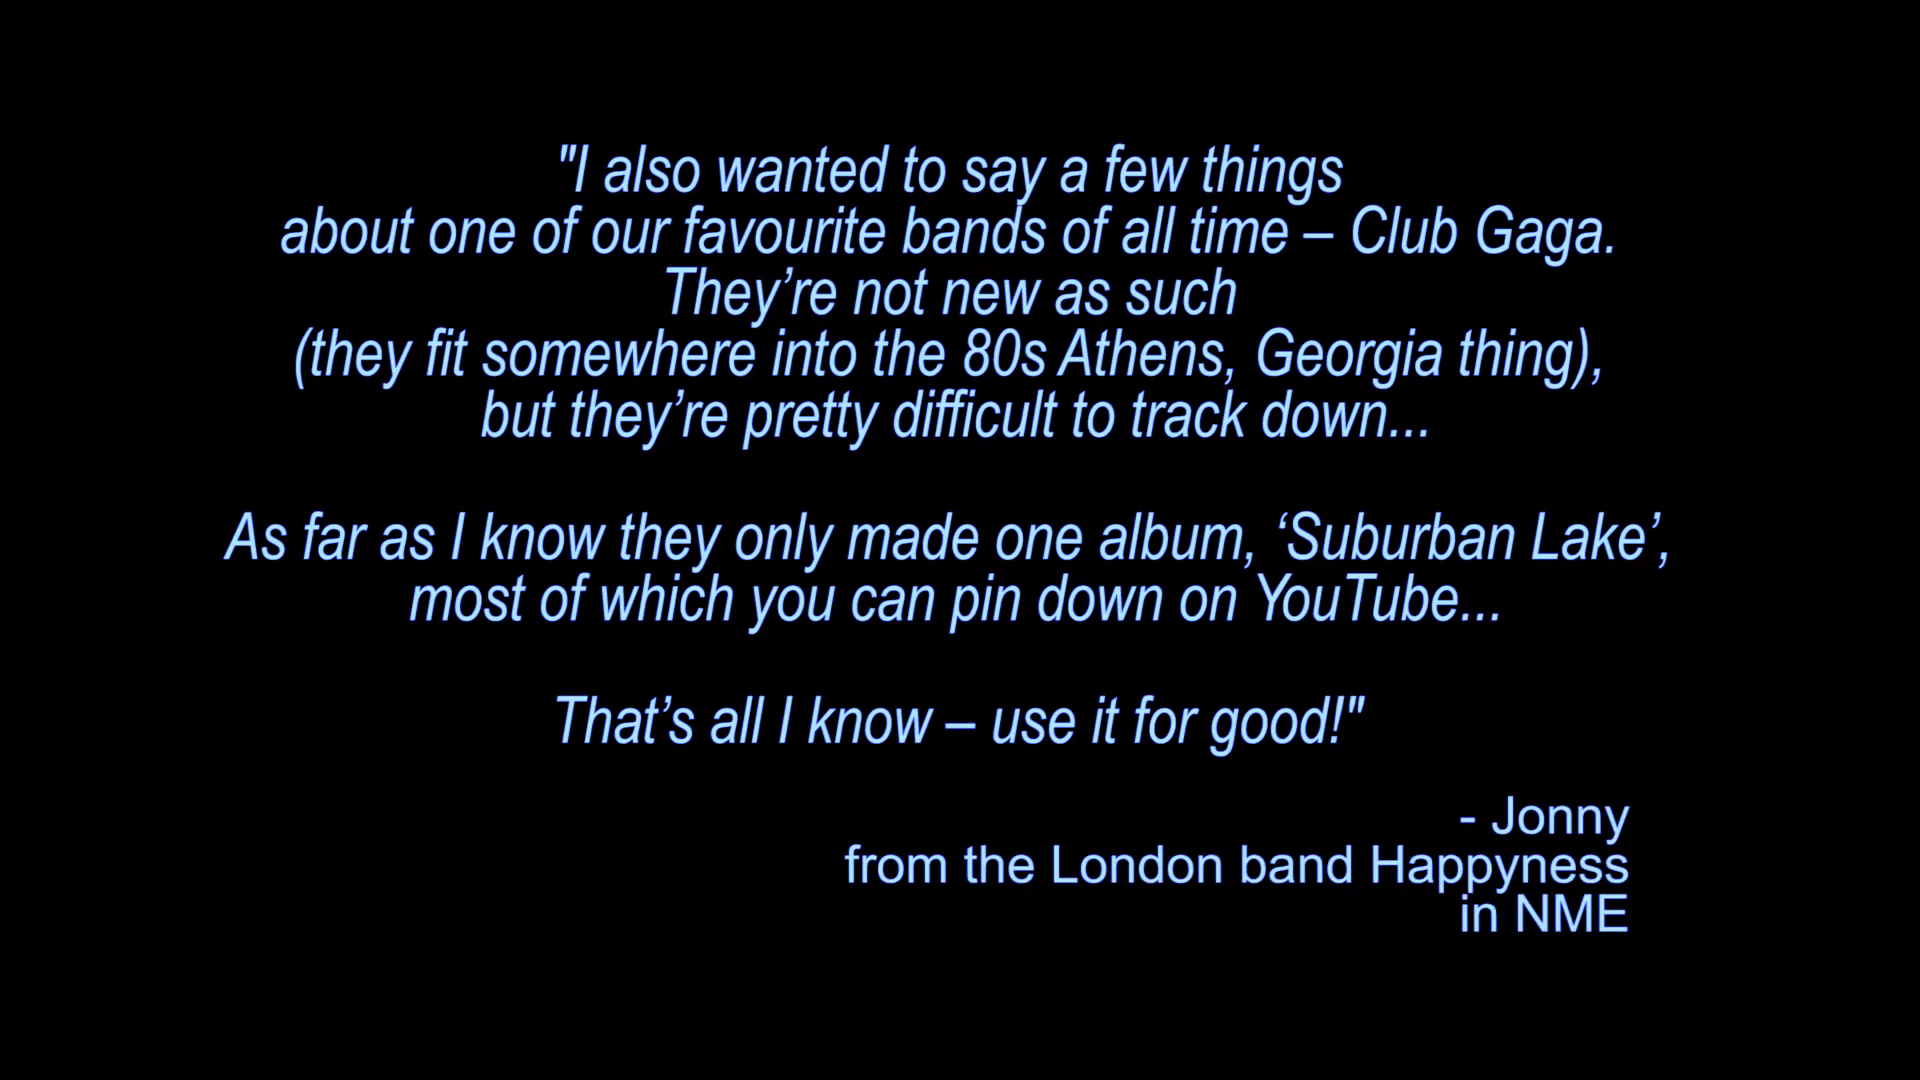 "I also wanted to say a few things
about one of our favourite bands of all time – Club Gaga.
They’re not new as such
(they fit somewhere into the 80s Athens, Georgia thing),
but they’re pretty difficult to track down...
As far as I know they only made one album, ‘Suburban Lake’,
most of which you can pin down on YouTube...
That’s all I know – use it for good!"
- Jonny
from the London band Happyness
in NME